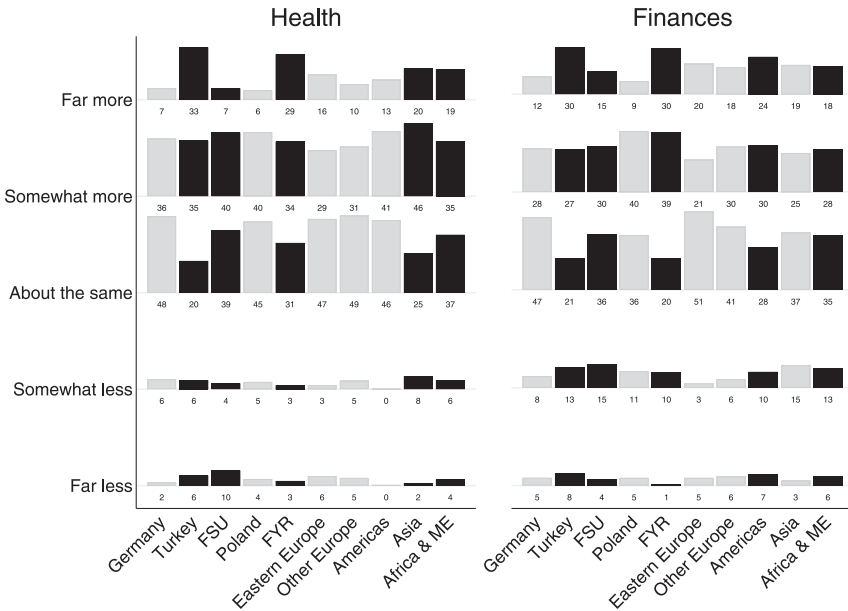 Health Finances
Far more
7 33 7 6 29 16 10 13 20 19 12 30 15 9 30 20 18 24 19 18
Somewhat more
36 35 40 40 34 29 31 41 46 35 28 27 30 40 39 21 30 30 25 28
About the same
48 20 39 45 31 47 49 46 25 37 47 21 36 36 20 51 41 28 37 35
Somewhat less
6 6 4 5 3 3 5 0 8 6 8 13 15 11 10 3 6 10 15 13
Far less
2 6 10 4 3 6 5 0 2 4 5 8 4 5 1 5 6 7 3 6
Germany Turkey FSU Poland FYR Eastern Europe Other Europe Americas Asia Africa & ME Germany Turkey FSU Poland FYR Eastern Europe Other Europe Americas Asia Africa & ME